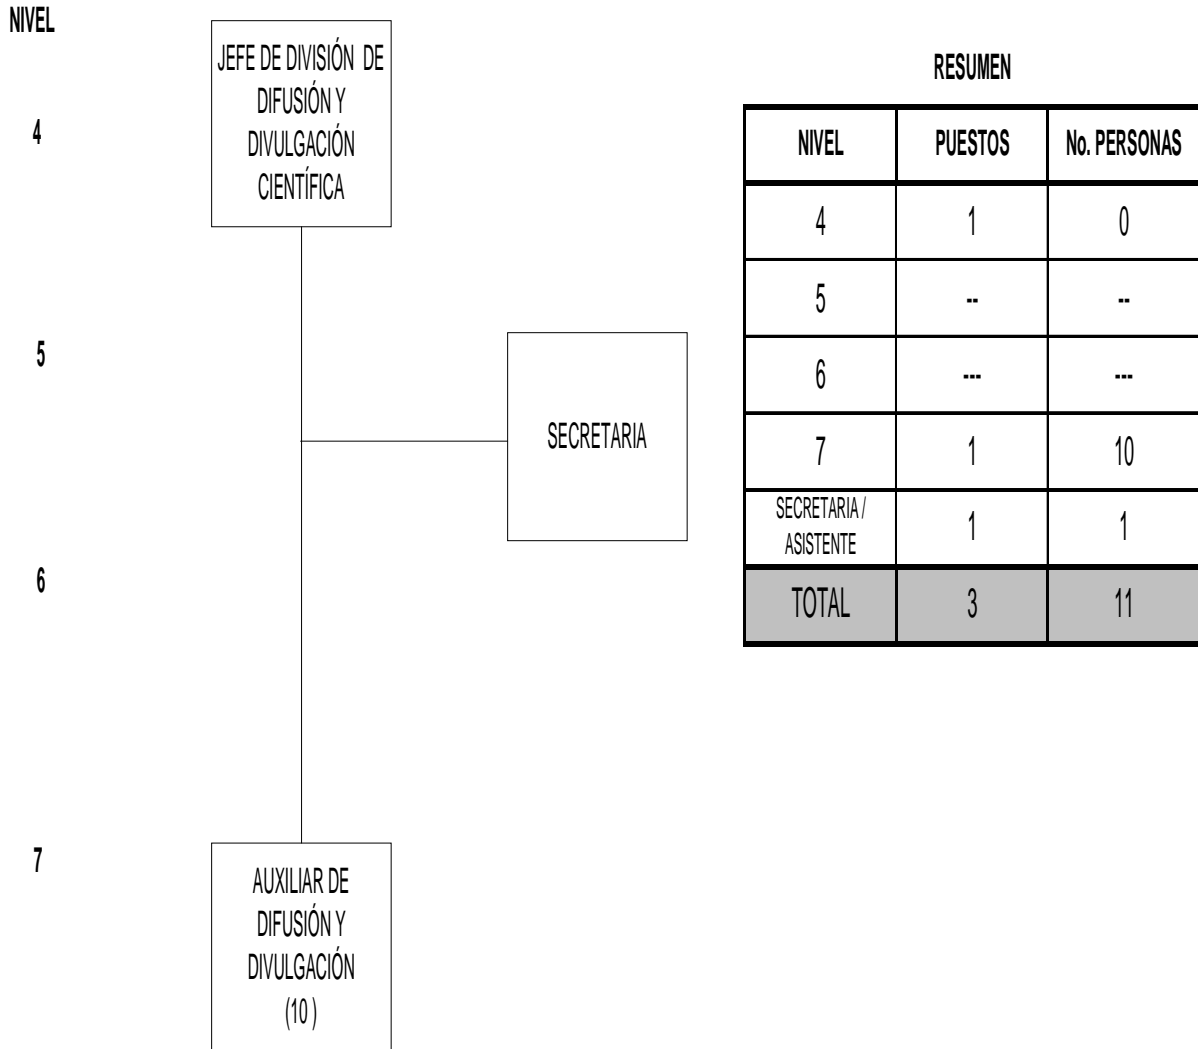 NIVEL
JEFE DE DIVISIÓN DE
DIFUSIÓN Y
DIVULGACIÓN
CIENTÍFICA
4
5
SECRETARIA
6
7
AUXILIAR DE
DIFUSIÓN Y
DIVULGACIÓN
(10 )
RESUMEN
NIVEL PUESTOS No. PERSONAS
4 1 0
5 -- --
6 --- ---
7 1 10
SECRETARIA /
ASISTENTE 1 1
TOTAL 3 11